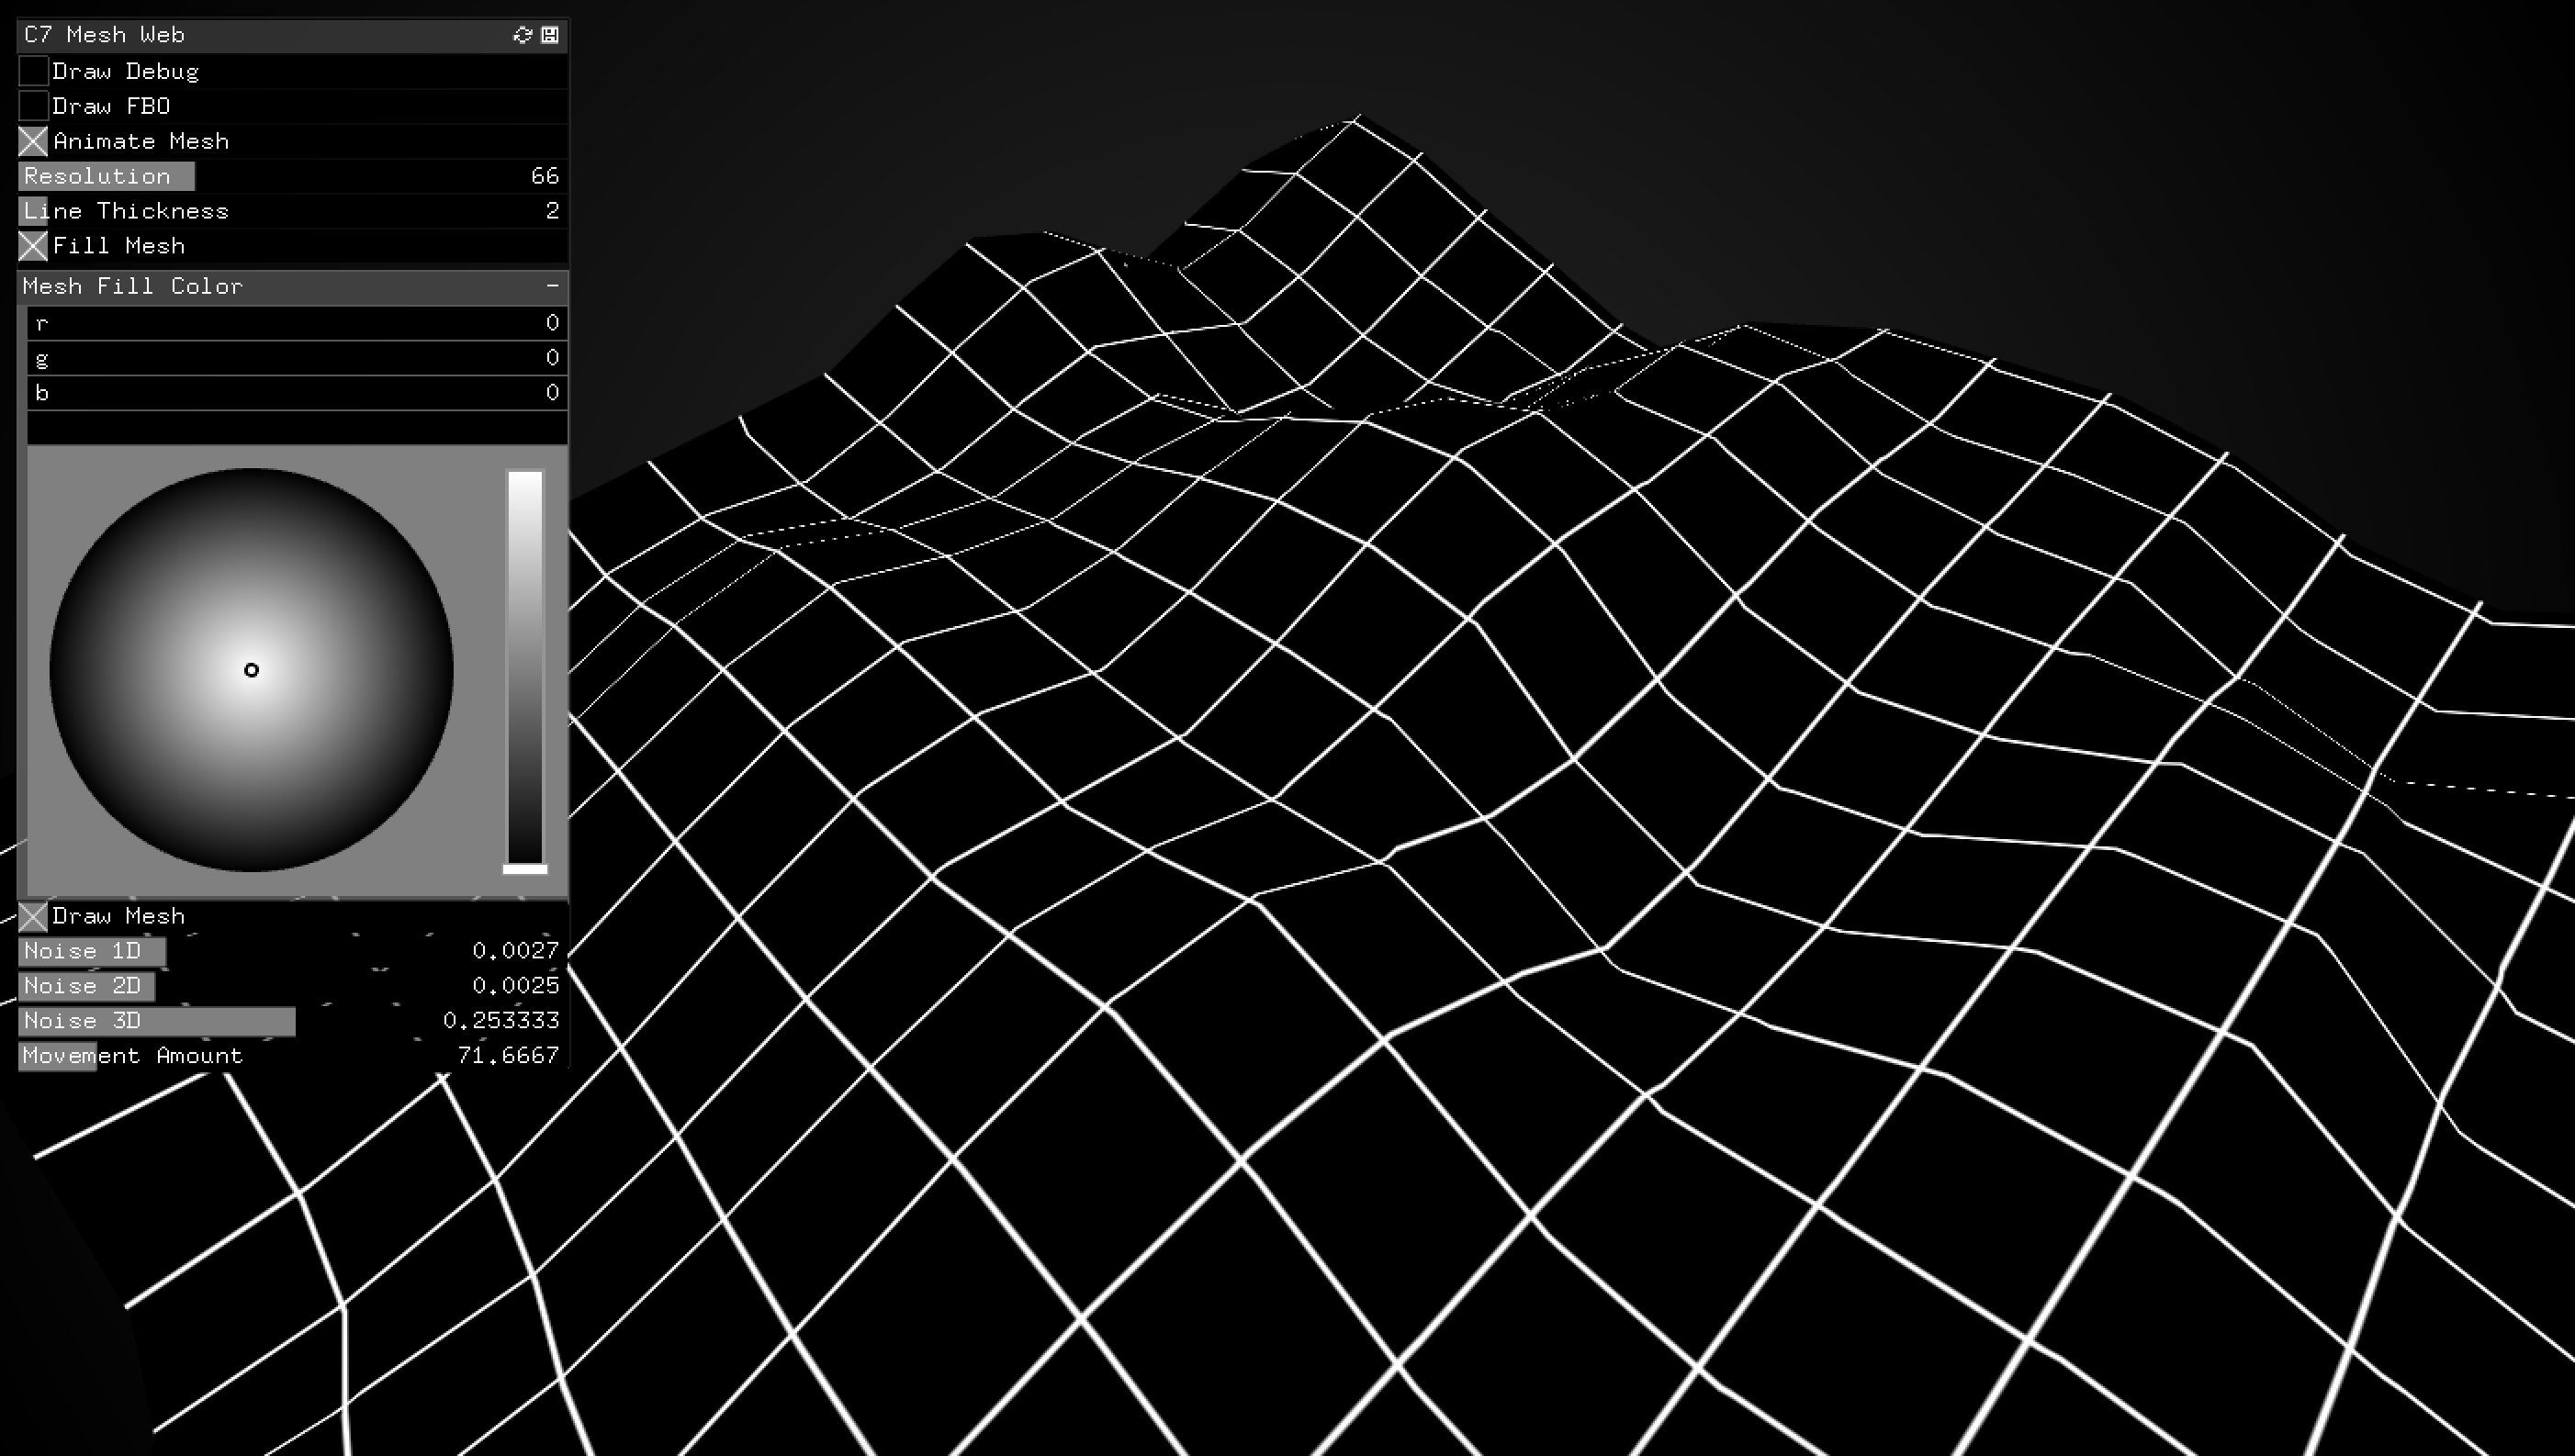 C7 Mesh Web
Draw Debug
Draw FBO
Animate Mesh
Resolution 66
Line Thickness 2
Fill Mesh
Mesh Fill Color -
r 0
g 0
b 0
Draw Mesh
Noise 1D 0.0027
Noise 2D 0.0025
Noise 3D 0.253333
Movement Amount 71.6667